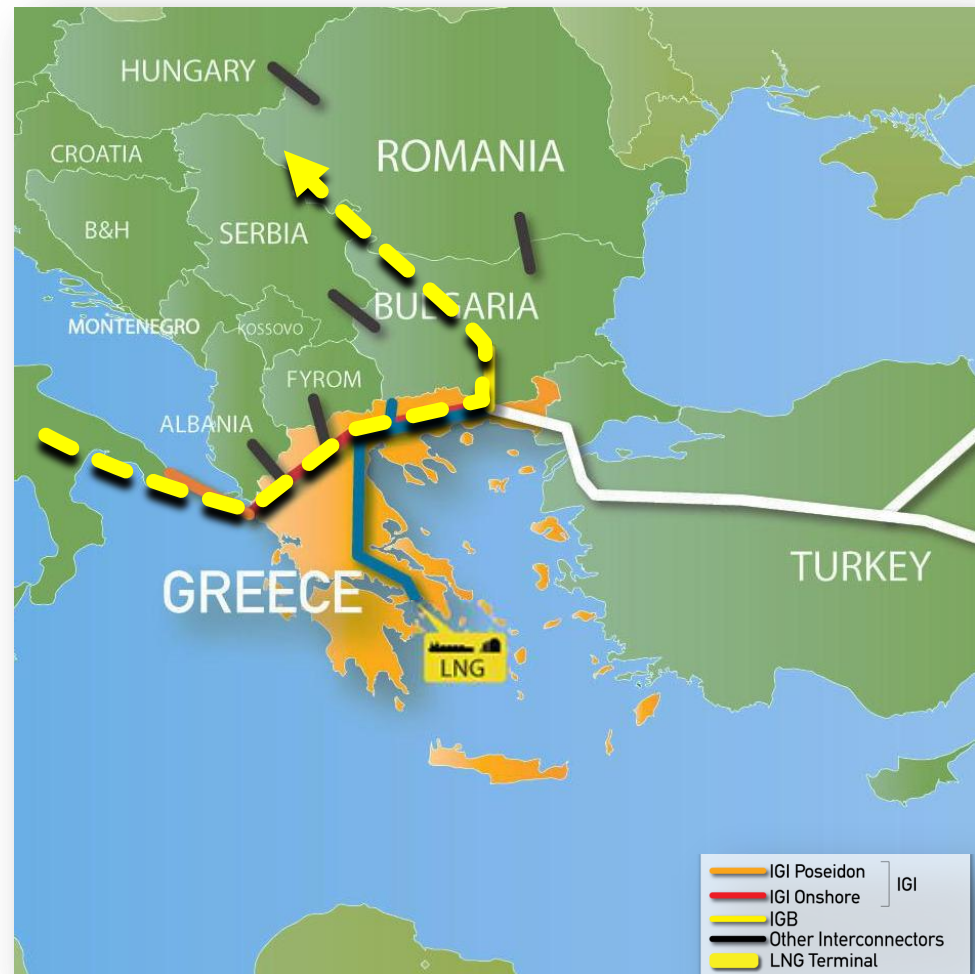 HUNGARY
CROATIA
ROMANIA
B&H
SERBIA
BULGARIA
MONTENEGRO
KOSSOVO
FYROM
ALBANIA
TURKEY
GREECE
LNG
IGI Poseidon
IGI
IGI Onshore
IGB
Other Interconnectors
LNG Terminal